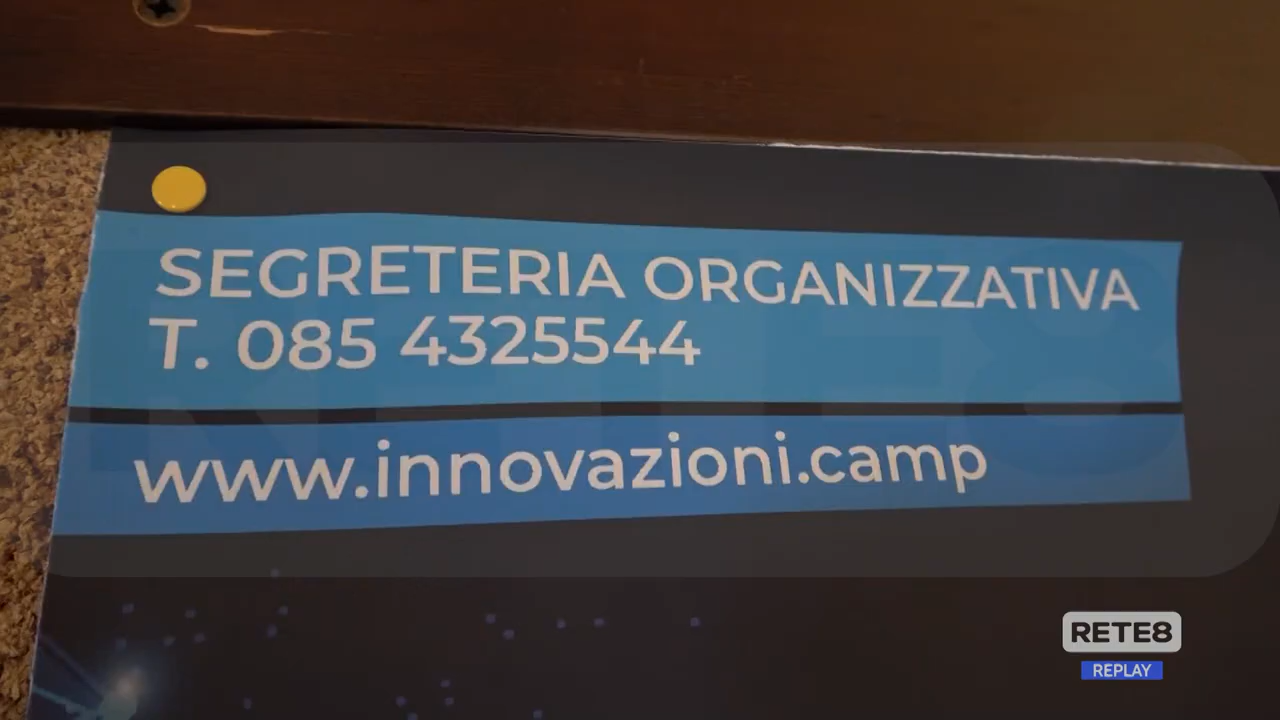 SEGRETERIA ORGANIZZATIVA
T. 085 4325544
www.innovazioni.camp
RETE8
REPLAY